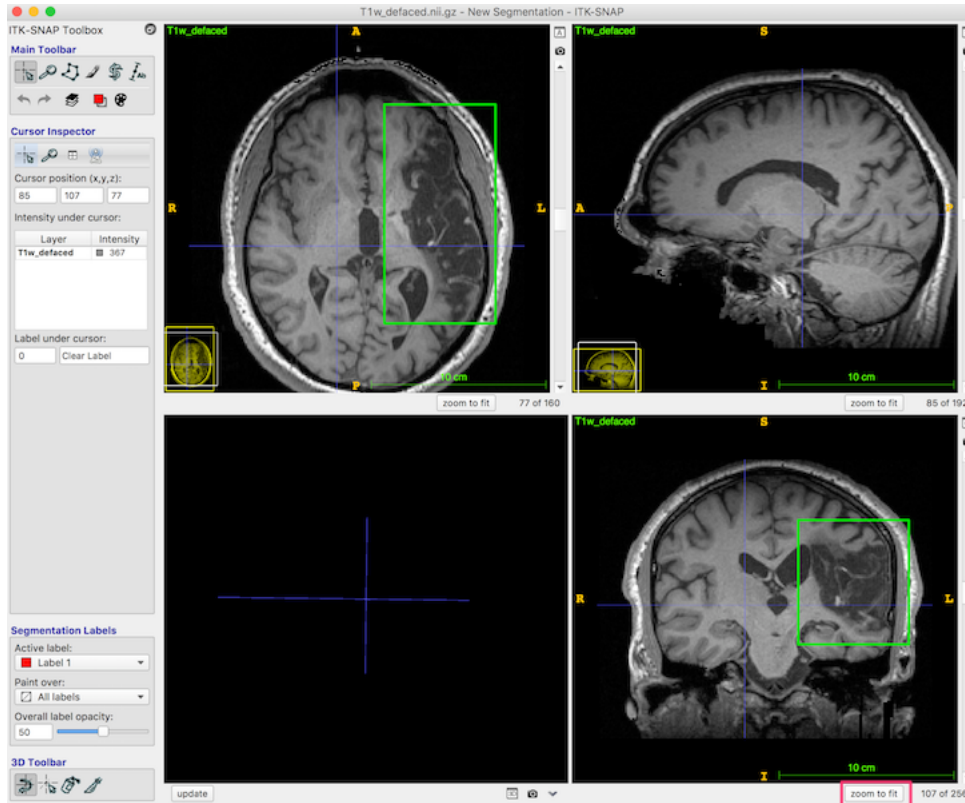 T1w_defaced.nii.gz - New Segmentation - ITK-SNAP
ITK-SNAP Toolbox
Main Toolbar
Cursor Inspector
Cursor position (x,y,z):
85 107 77
Intensity under cursor:
Layer Intensity
T1w_defaced 367
Label under cursor:
0 Clear Label
Segmentation Labels
Active label:
Label 1
Paint over:
All labels
Overall label opacity:
50
3D Toolbar
T1w_defaced
A
A
R
L
10 cm
P
zoom to fit 77 of 160
T1w_defaced
S
A
P
10 cm
I
zoom to fit 85 of 192
update
3D
T1w_defaced
S
R
L
10 cm
I
zoom to fit 107 of 256